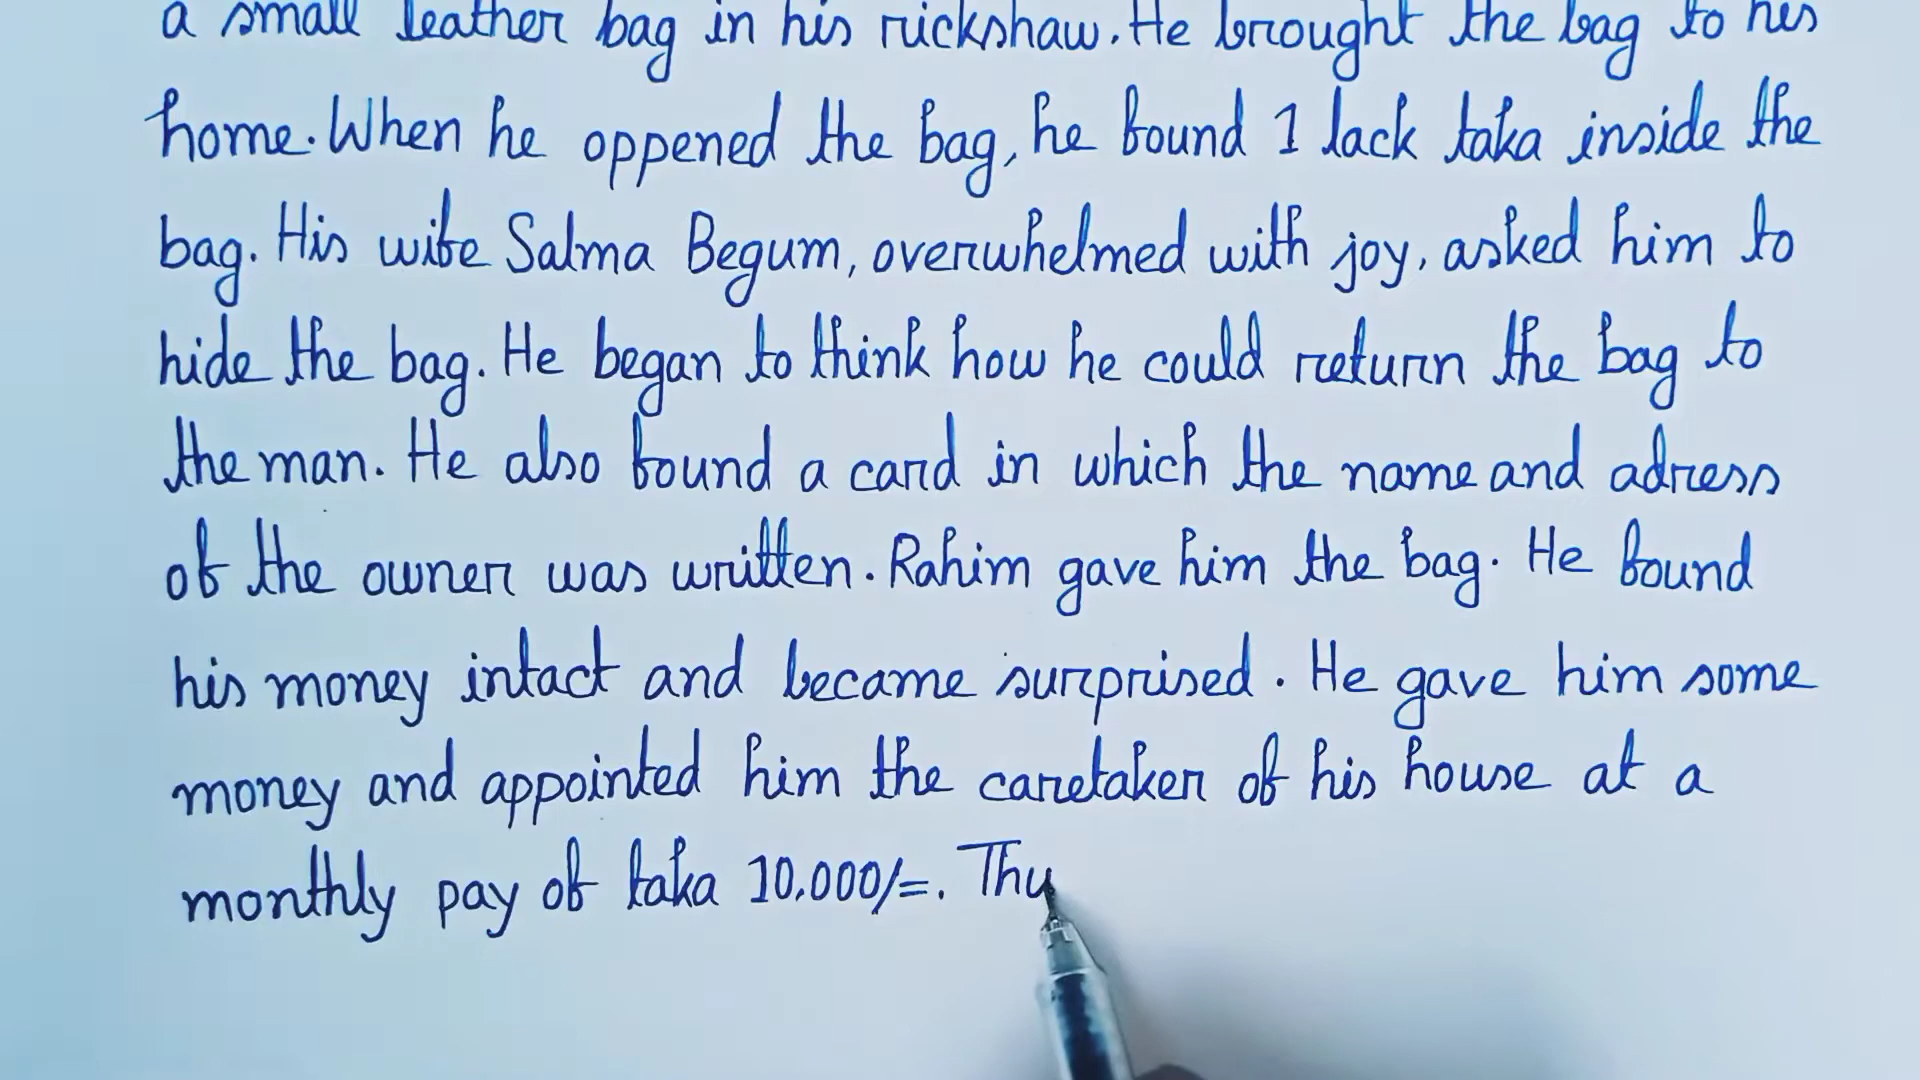 a small leather bag in his rickshaw. He brought the bag to his
home. When he oppened the bag, he found 1 lack taka inside the
bag. His wife Salma Begum, overwhelmed with joy, asked him to
hide the bag. He began to think how he could return the bag to
the man. He also found a card in which the name and adress
of the owner was written. Rahim gave him the bag. He found
his money intact and became surprised. He gave him some
money and appointed him the caretaker of his house at a
monthly pay of taka 10,000/=. Thu